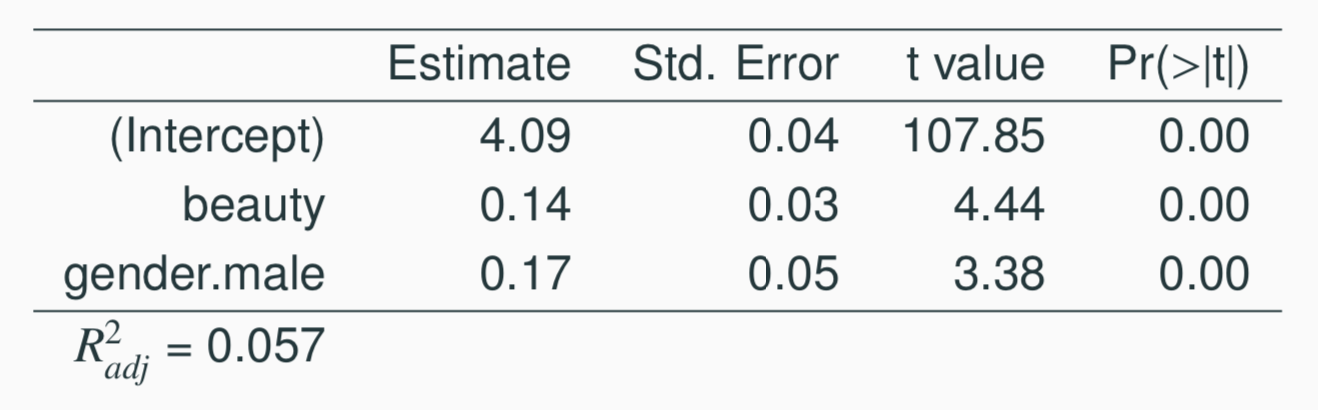 Estimate Std. Error t value Pr(>|t|)
(Intercept) 4.09 0.04 107.85 0.00
beauty 0.14 0.03 4.44 0.00
gender.male 0.17 0.05 3.38 0.00
R²adj = 0.057